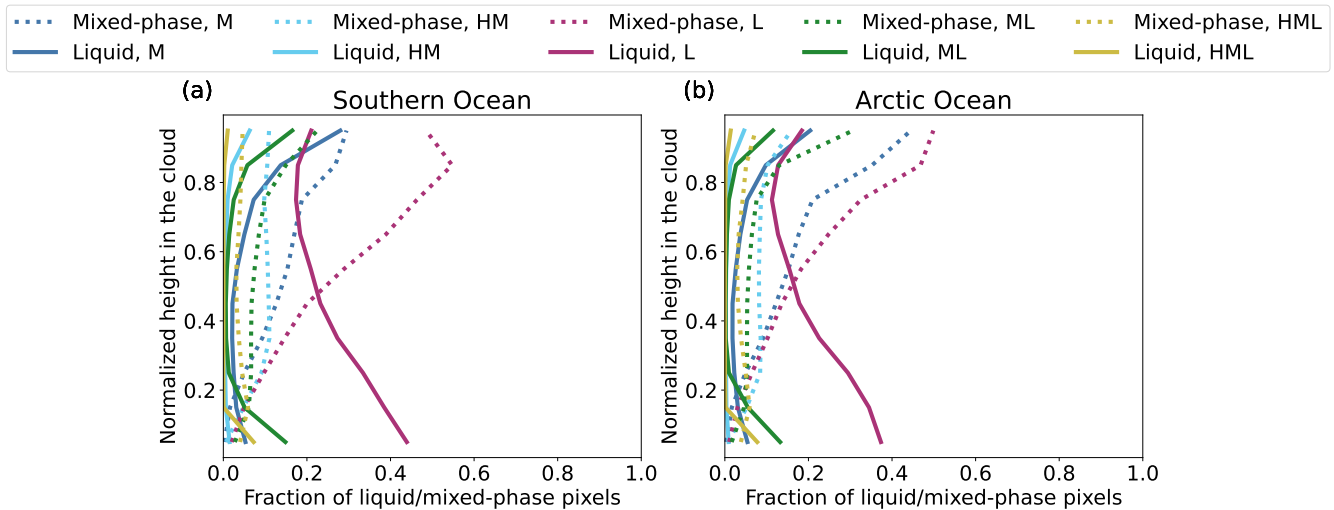 Mixed-phase, M Mixed-phase, HM Mixed-phase, L Mixed-phase, ML Mixed-phase, HML
Liquid, M Liquid, HM Liquid, L Liquid, ML Liquid, HML
(a) (b)
Southern Ocean Arctic Ocean
Normalized height in the cloud
0.8
0.6
0.4
0.2
0.0 0.2 0.4 0.6 0.8 1.0
Fraction of liquid/mixed-phase pixels
Normalized height in the cloud
0.8
0.6
0.4
0.2
0.0 0.2 0.4 0.6 0.8 1.0
Fraction of liquid/mixed-phase pixels